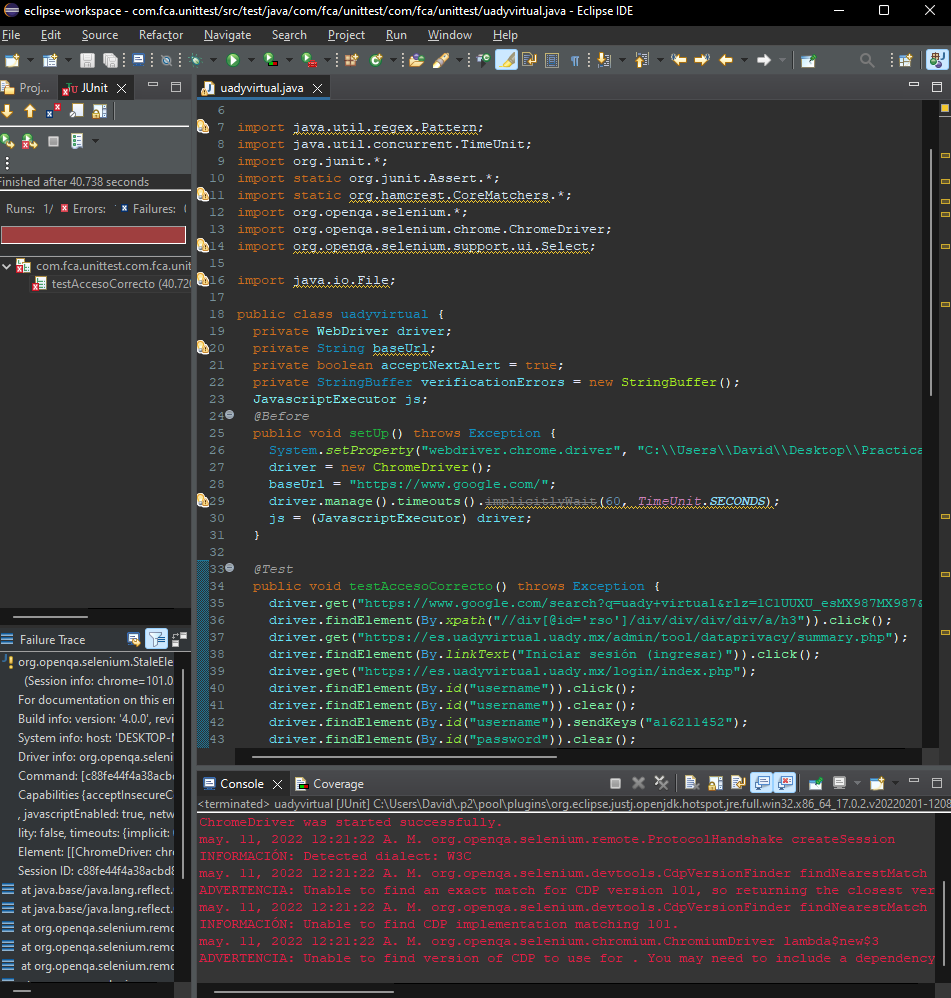 eclipse-workspace - com.fca.unittest/src/test/java/com/fca/unittest/com/fca/unittest/uadyvirtual.java - Eclipse IDE
File Edit Source Refactor Navigate Search Project Run Window Help
Proj... JUnit
Finished after 40.738 seconds
Runs: 1/ Errors: Failures:
com.fca.unittest.com.fca.unit
testAccesoCorrecto (40.720
uadyvirtual.java
6
7 import java.util.regex.Pattern;
8 import java.util.concurrent.TimeUnit;
9 import org.junit.*;
10 import static org.junit.Assert.*;
11 import static org.hamcrest.CoreMatchers.*;
12 import org.openqa.selenium.*;
13 import org.openqa.selenium.chrome.ChromeDriver;
14 import org.openqa.selenium.support.ui.Select;
15
16 import java.io.File;
17
18 public class uadyvirtual {
19 private WebDriver driver;
20 private String baseUrl;
21 private boolean acceptNextAlert = true;
22 private StringBuffer verificationErrors = new StringBuffer();
23 JavascriptExecutor js;
24 @Before
25 public void setUp() throws Exception {
26 System.setProperty("webdriver.chrome.driver", "C:\\Users\\David\\Desktop\\Practica
27 driver = new ChromeDriver();
28 baseUrl = "https://www.google.com/";
29 driver.manage().timeouts().implicitlyWait(60, TimeUnit.SECONDS);
30 js = (JavascriptExecutor) driver;
31 }
32
33 @Test
34 public void testAccesoCorrecto() throws Exception {
35 driver.get("https://www.google.com/search?q=uady+virtual&rlz=1C1UUXU_esMX987MX987&
36 driver.findElement(By.xpath("//div[@id='rso']/div/div/div/div/a/h3")).click();
37 driver.get("https://es.uadyvirtual.uady.mx/admin/tool/dataprivacy/summary.php");
38 driver.findElement(By.linkText("Iniciar sesión (ingresar)")).click();
39 driver.get("https://es.uadyvirtual.uady.mx/login/index.php");
40 driver.findElement(By.id("username")).click();
41 driver.findElement(By.id("username")).clear();
42 driver.findElement(By.id("username")).sendKeys("a16211452");
43 driver.findElement(By.id("password")).clear();
Failure Trace
org.openqa.selenium.StaleEle
(Session info: chrome=101.0
For documentation on this err
Build info: version: '4.0.0', revi
System info: host: 'DESKTOP-
Driver info: org.openqa.seleni
Command: [c88fe44f4a38acbd
Capabilities {acceptInsecureC
, javascriptEnabled: true, netw
lity: false, timeouts: {implicit:
Element: [[ChromeDriver: chr
Session ID: c88fe44f4a38acbd8
at java.base/java.lang.reflect.
at java.base/java.lang.reflect.
at org.openqa.selenium.remo
at org.openqa.selenium.remo
at org.openqa.selenium.remo
Console Coverage
<terminated> uadyvirtual [JUnit] C:\Users\David\.p2\pool\plugins\org.eclipse.justj.openjdk.hotspot.jre.full.win32.x86_64_17.0.2.v20220201-1208
ChromeDriver was started successfully.
may. 11, 2022 12:21:22 A. M. org.openqa.selenium.remote.ProtocolHandshake createSession
INFORMACIÓN: Detected dialect: W3C
may. 11, 2022 12:21:22 A. M. org.openqa.selenium.devtools.CdpVersionFinder findNearestMatch
ADVERTENCIA: Unable to find an exact match for CDP version 101, so returning the closest ver
may. 11, 2022 12:21:22 A. M. org.openqa.selenium.devtools.CdpVersionFinder findNearestMatch
INFORMACIÓN: Unable to find CDP implementation matching 101.
may. 11, 2022 12:21:22 A. M. org.openqa.selenium.chromium.ChromiumDriver lambda$new$3
ADVERTENCIA: Unable to find version of CDP to use for . You may need to include a dependency